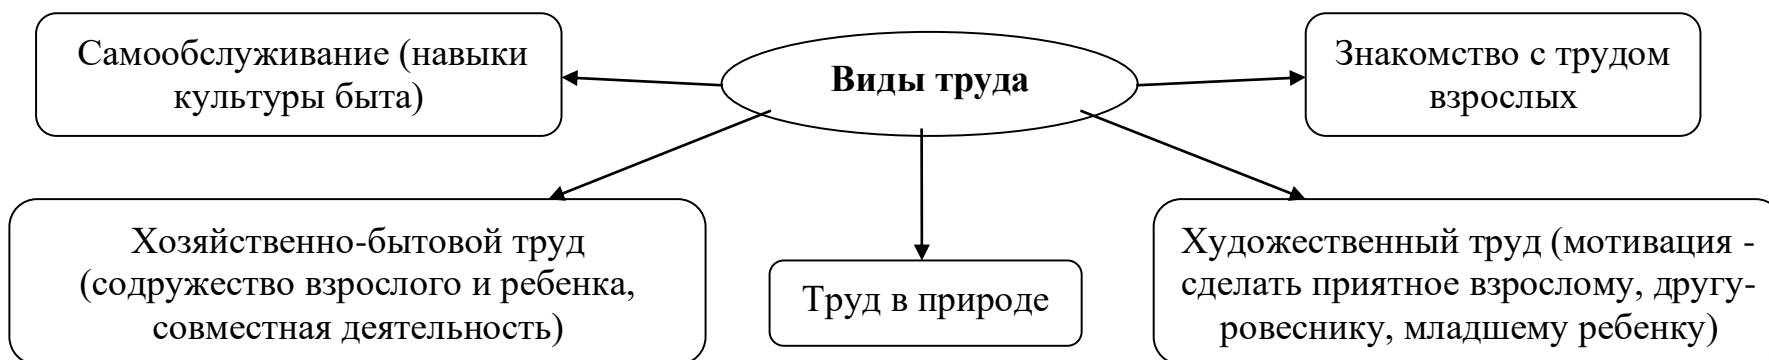 Самообслуживание (навыки
культуры быта)
Виды труда
Знакомство с трудом
взрослых
Хозяйственно-бытовой труд
(содружество взрослого и ребенка,
совместная деятельность)
Труд в природе
Художественный труд (мотивация -
сделать приятное взрослому, другу-
ровеснику, младшему ребенку)